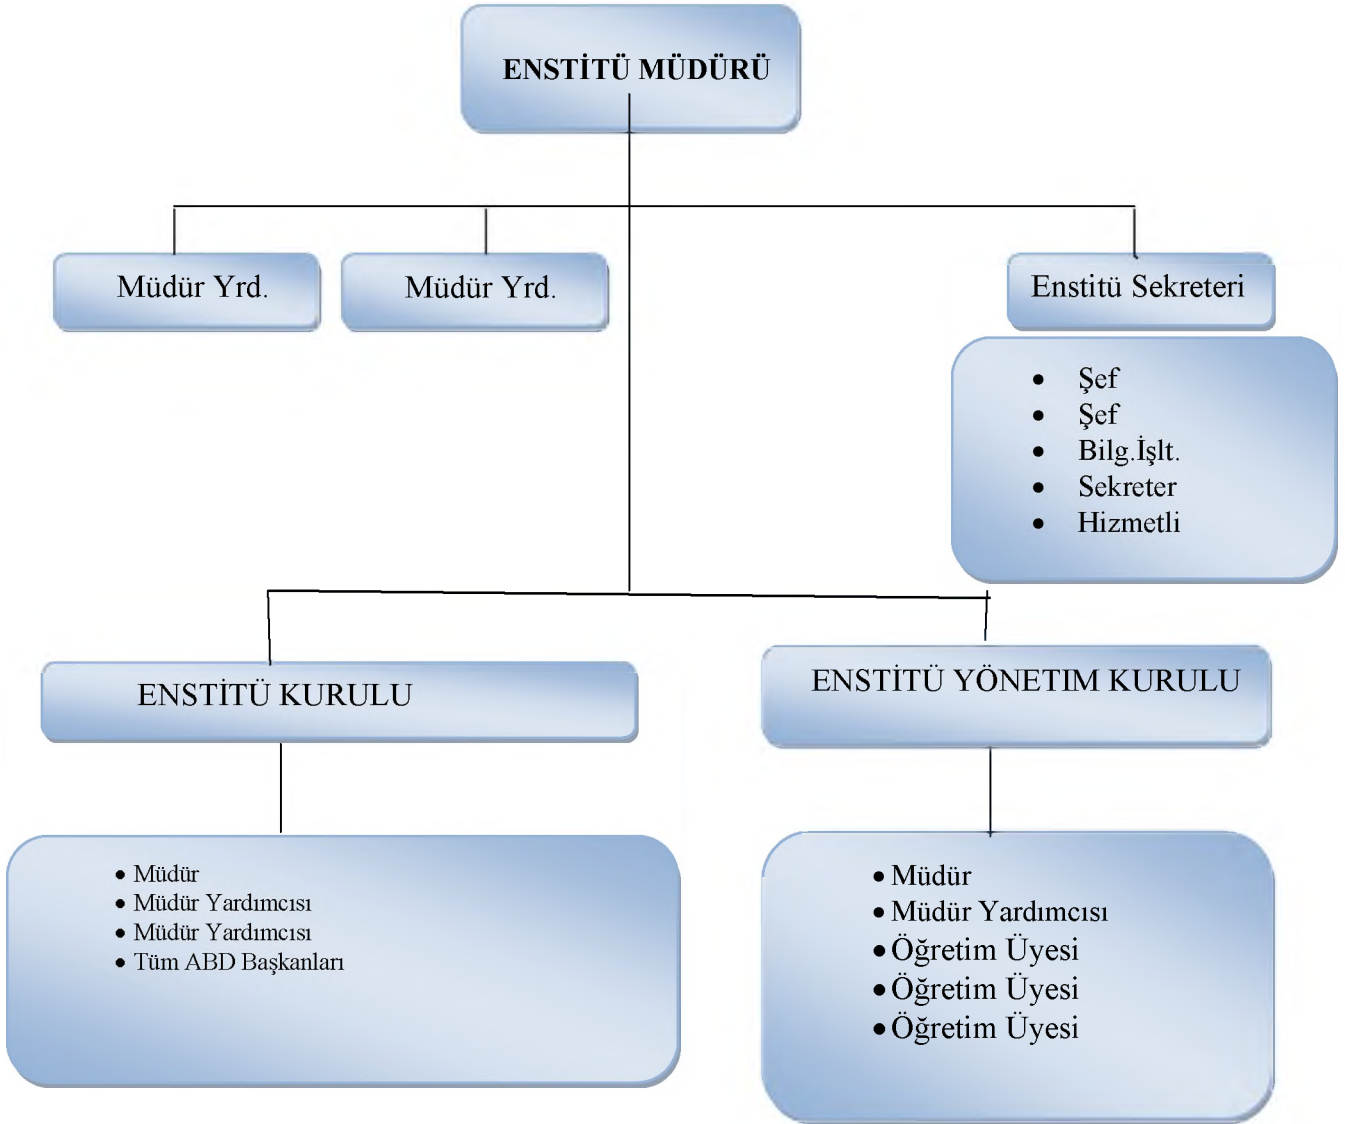 ENSTİTÜ MÜDÜRÜ
Müdür Yrd.
Müdür Yrd.
Enstitü Sekreteri
• Şef
• Şef
• Bilg.İşlt.
• Sekreter
• Hizmetli
ENSTİTÜ KURULU
ENSTİTÜ YÖNETIM KURULU
• Müdür
• Müdür Yardımcısı
• Müdür Yardımcısı
• Tüm ABD Başkanları
• Müdür
• Müdür Yardımcısı
• Öğretim Üyesi
• Öğretim Üyesi
• Öğretim Üyesi